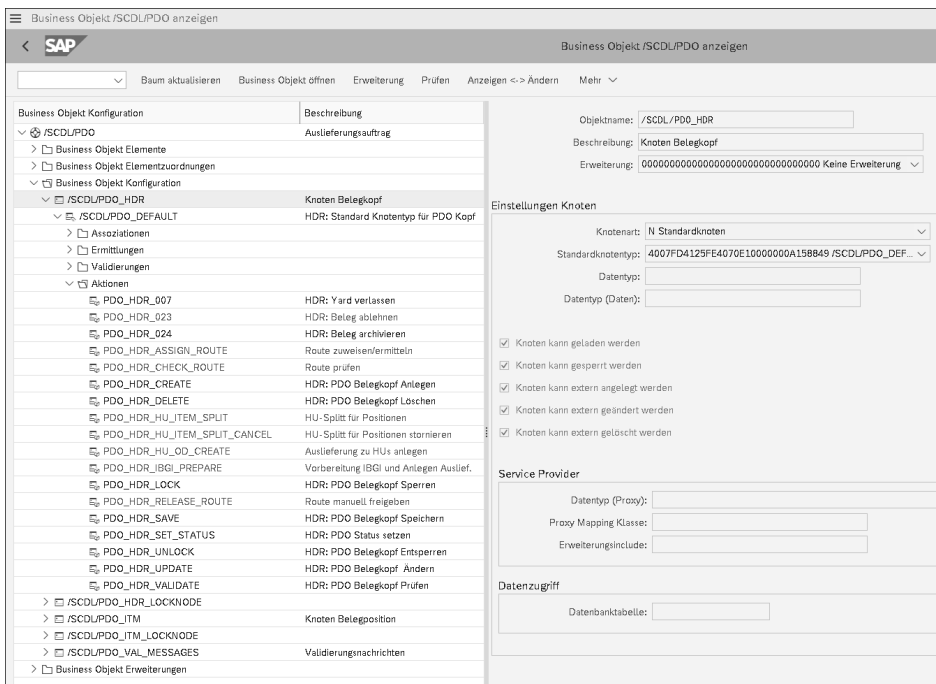 Business Objekt /SCDL/PDO anzeigen
SAP
Business Objekt /SCDL/PDO anzeigen
Baum aktualisieren Business Objekt öffnen Erweiterung Prüfen Anzeigen <-> Ändern Mehr
Business Objekt Konfiguration Beschreibung
/SCDL/PDO Auslieferungsauftrag
Business Objekt Elemente
Business Objekt Elementzuordnungen
Business Objekt Konfiguration
/SCDL/PDO_HDR Knoten Belegkopf
/SCDL/PDO_DEFAULT HDR: Standard Knotentyp für PDO Kopf
Assoziationen
Ermittlungen
Validierungen
Aktionen
PDO_HDR_007 HDR: Yard verlassen
PDO_HDR_023 HDR: Beleg ablehnen
PDO_HDR_024 HDR: Beleg archivieren
PDO_HDR_ASSIGN_ROUTE Route zuweisen/ermitteln
PDO_HDR_CHECK_ROUTE Route prüfen
PDO_HDR_CREATE HDR: PDO Belegkopf Anlegen
PDO_HDR_DELETE HDR: PDO Belegkopf Löschen
PDO_HDR_HU_ITEM_SPLIT HU-Splitt für Positionen
PDO_HDR_HU_ITEM_SPLIT_CANCEL HU-Splitt für Positionen stornieren
PDO_HDR_HU_OD_CREATE Auslieferung zu HUs anlegen
PDO_HDR_IBGI_PREPARE Vorbereitung IBGI und Anlegen Auslief.
PDO_HDR_LOCK HDR: PDO Belegkopf Sperren
PDO_HDR_RELEASE_ROUTE Route manuell freigeben
PDO_HDR_SAVE HDR: PDO Belegkopf Speichern
PDO_HDR_SET_STATUS HDR: PDO Status setzen
PDO_HDR_UNLOCK HDR: PDO Belegkopf Entsperren
PDO_HDR_UPDATE HDR: PDO Belegkopf Ändern
PDO_HDR_VALIDATE HDR: PDO Belegkopf Prüfen
/SCDL/PDO_HDR_LOCKNODE
/SCDL/PDO_ITM Knoten Belegposition
/SCDL/PDO_ITM_LOCKNODE
/SCDL/PDO_VAL_MESSAGES Validierungsnachrichten
Business Objekt Erweiterungen
Objektname: /SCDL/PDO_HDR
Beschreibung: Knoten Belegkopf
Erweiterung: 00000000000000000000000000000000 Keine Erweiterung
Einstellungen Knoten
Knotenart: N Standardknoten
Standardknotentyp: 4007FD4125FE4070E10000000A158849 /SCDL/PDO_DEF...
Datentyp:
Datentyp (Daten):
Knoten kann geladen werden
Knoten kann gesperrt werden
Knoten kann extern angelegt werden
Knoten kann extern geändert werden
Knoten kann extern gelöscht werden
Service Provider
Datentyp (Proxy):
Proxy Mapping Klasse:
Erweiterungsinclude:
Datenzugriff
Datenbanktabelle: